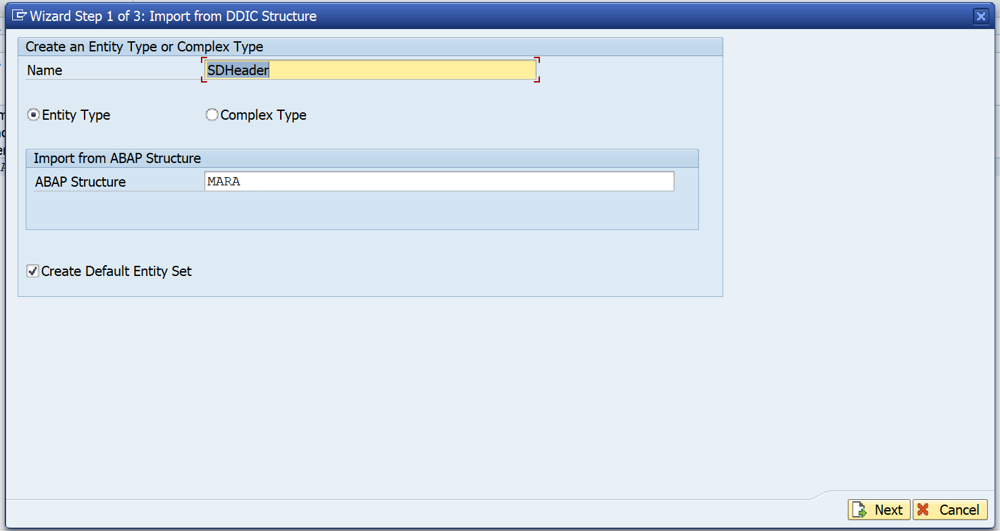 Wizard Step 1 of 3: Import from DDIC Structure
Create an Entity Type or Complex Type
Name SDHeader
Entity Type Complex Type
Import from ABAP Structure
ABAP Structure MARA
Create Default Entity Set
Next Cancel